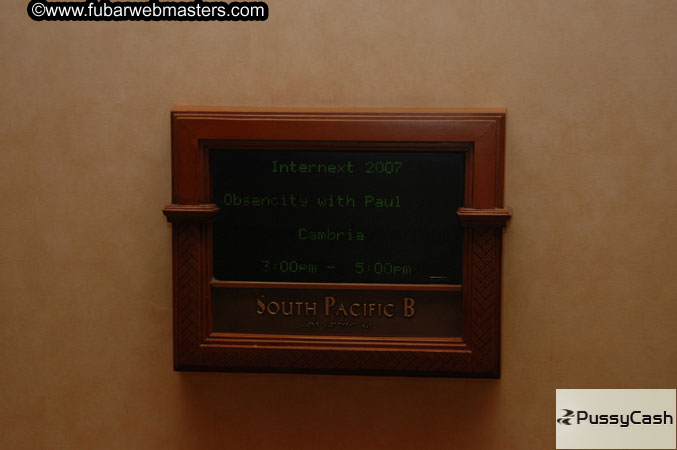 ©www.fubarwebmasters.com
Internext 2007
Obsencity with Paul
Cambria
3:00pm - 5:00pm
SOUTH PACIFIC B
PussyCash